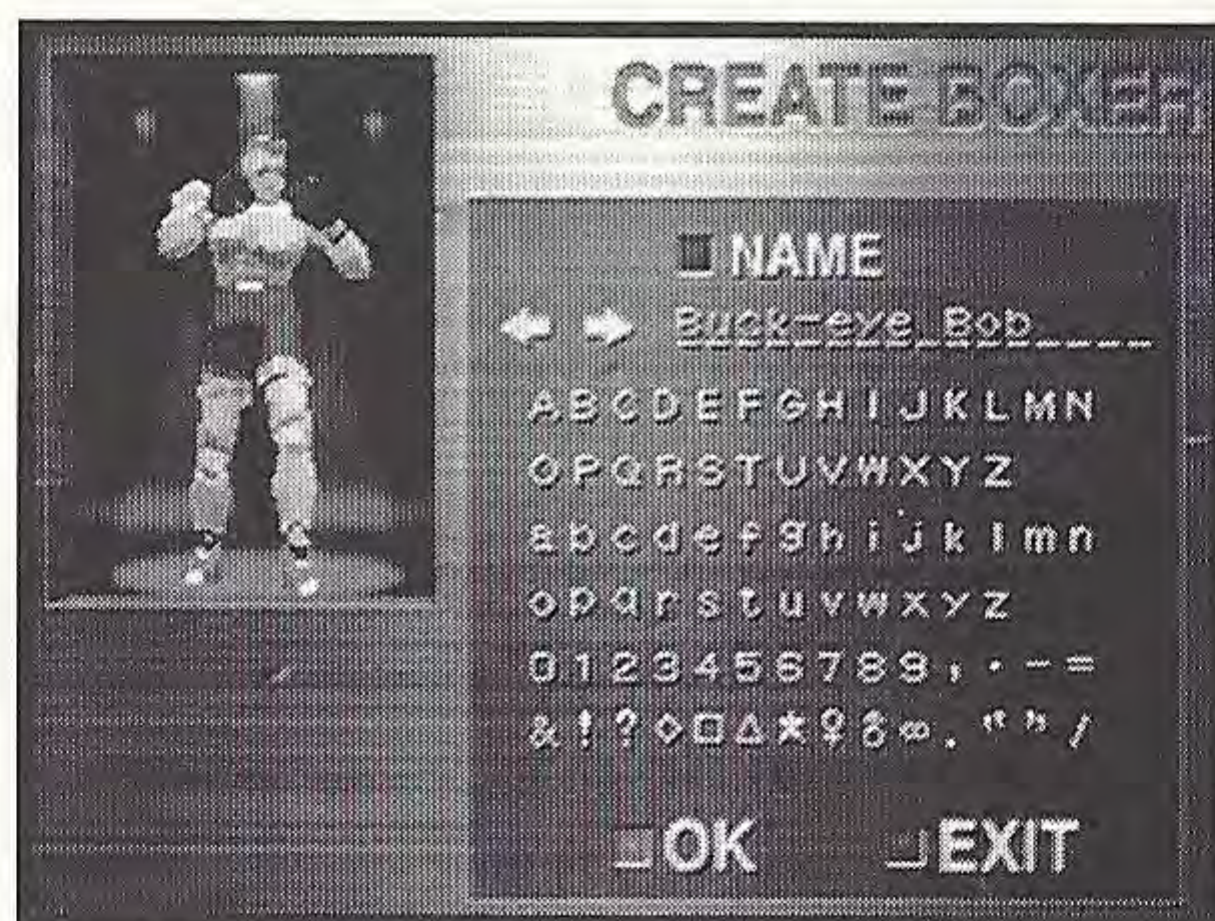 CREATE BOXER
NAME
Buck-eye_Bob____
ABCDEFGHIJKLMN
OPQRSTUVWXYZ
abcdefghijklmn
opqrstuvwxyz
0123456789,・-=
&!?◇□△★♀♂∞.“”/
OK
EXIT